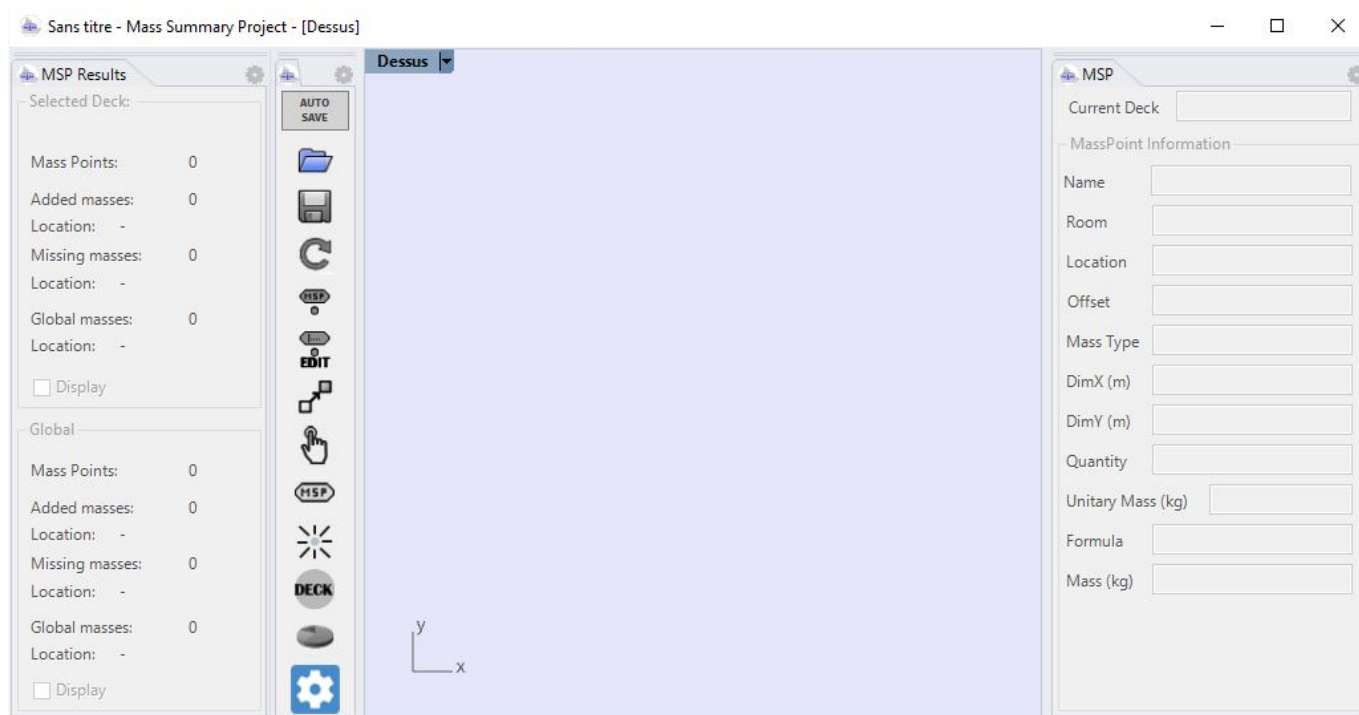 Sans titre - Mass Summary Project - [Dessus]
MSP Results
Selected Deck:
Mass Points: 0
Added masses: 0
Location: -
Missing masses: 0
Location: -
Global masses: 0
Location: -
Display
Global
Mass Points: 0
Added masses: 0
Location: -
Missing masses: 0
Location: -
Global masses: 0
Location: -
Display
AUTO
SAVE
MSP
EDIT
MSP
DECK
Dessus
y
x
MSP
Current Deck
MassPoint Information
Name
Room
Location
Offset
Mass Type
DimX (m)
DimY (m)
Quantity
Unitary Mass (kg)
Formula
Mass (kg)